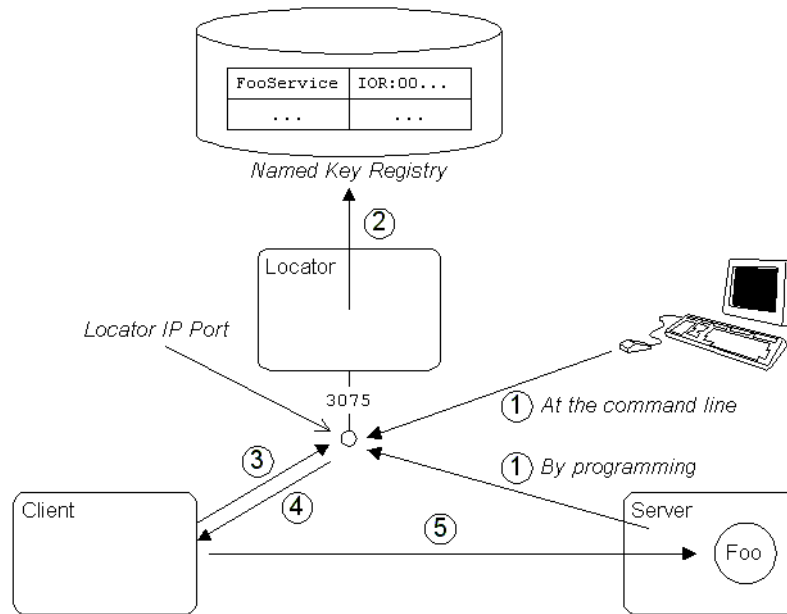 FooService IOR:00...
... ...
Named Key Registry
2
Locator
Locator IP Port
3075
1 At the command line
1 By programming
3
4
Client
5
Server
Foo